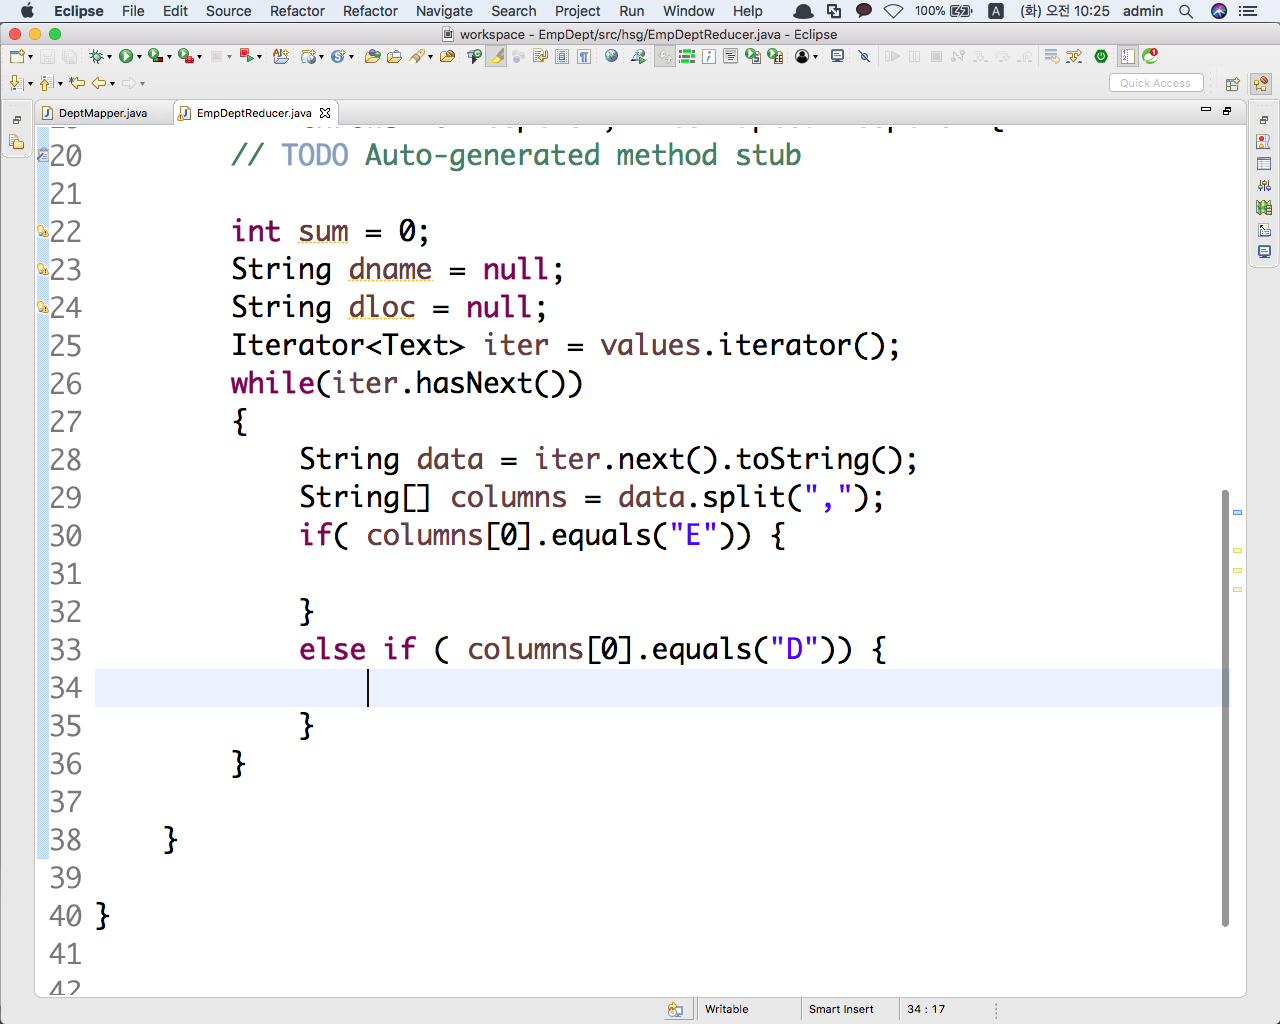 Eclipse File Edit Source Refactor Refactor Navigate Search Project Run Window Help 100% A (화) 오전 10:25 admin
workspace - EmpDept/src/hsg/EmpDeptReducer.java - Eclipse
Quick Access
DeptMapper.java EmpDeptReducer.java
20 // TODO Auto-generated method stub
21
22 int sum = 0;
23 String dname = null;
24 String dloc = null;
25 Iterator<Text> iter = values.iterator();
26 while(iter.hasNext())
27 {
28 String data = iter.next().toString();
29 String[] columns = data.split(",");
30 if( columns[0].equals("E")) {
31
32 }
33 else if ( columns[0].equals("D")) {
34
35 }
36 }
37
38 }
39
40 }
41
42
Writable Smart Insert 34 : 17